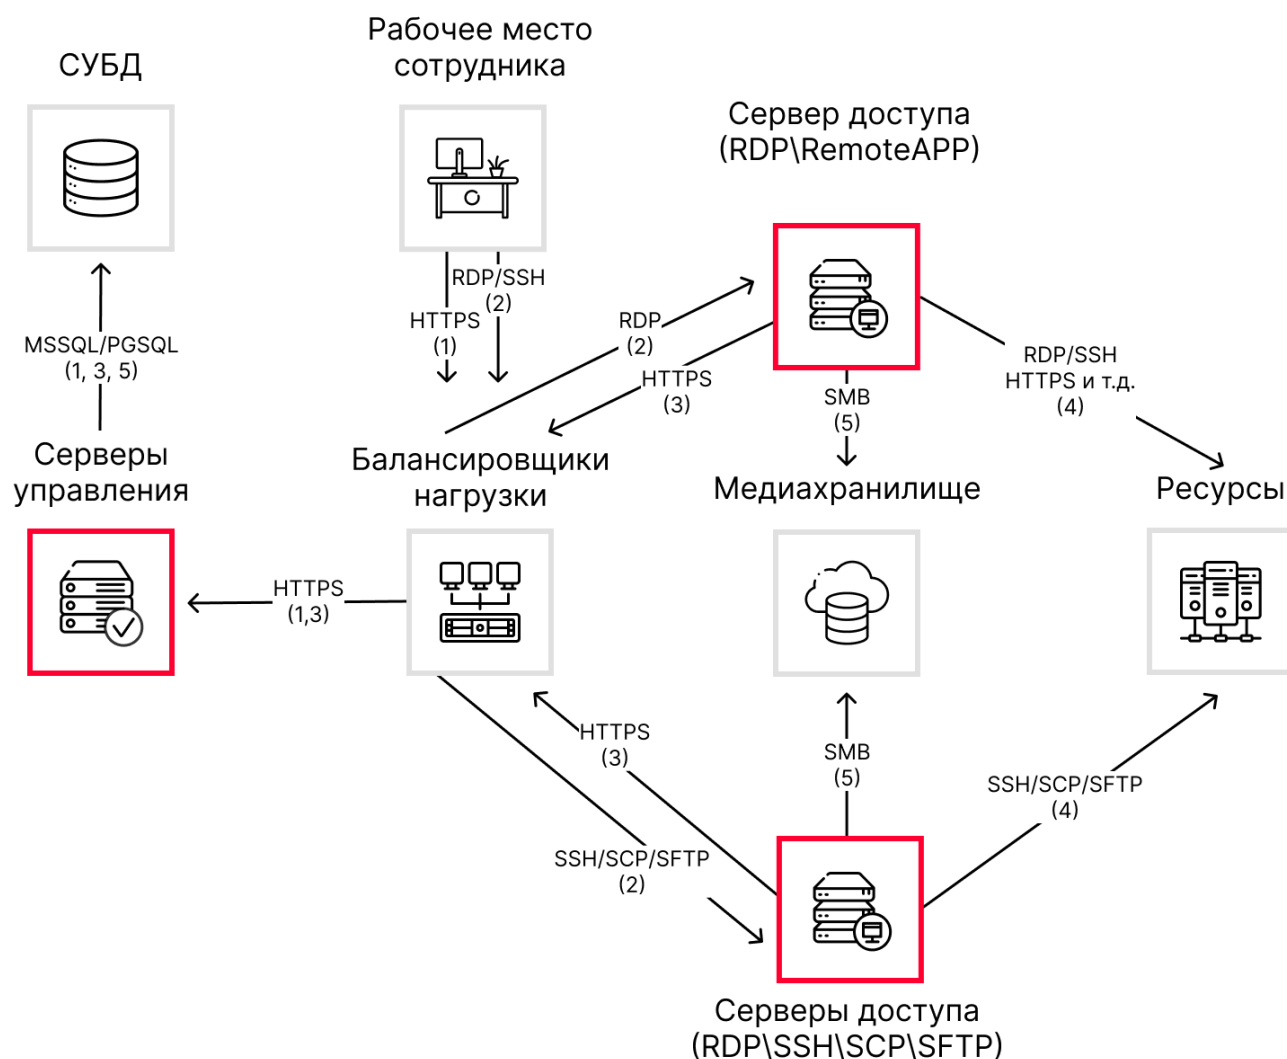 Рабочее место
сотрудника
СУБД
Сервер доступа
(RDP\RemoteAPP)
RDP/SSH
(2)
HTTPS
(1)
RDP
(2)
MSSQL/PGSQL
(1, 3, 5)
HTTPS
(3)
SMB
(5)
RDP/SSH
HTTPS и т.д.
(4)
Серверы
управления
Балансировщики
нагрузки
Медиахранилище
Ресурсы
HTTPS
(1,3)
HTTPS
(3)
SMB
(5)
SSH/SCP/SFTP
(4)
SSH/SCP/SFTP
(2)
Серверы доступа
(RDP\SSH\SCP\SFTP)